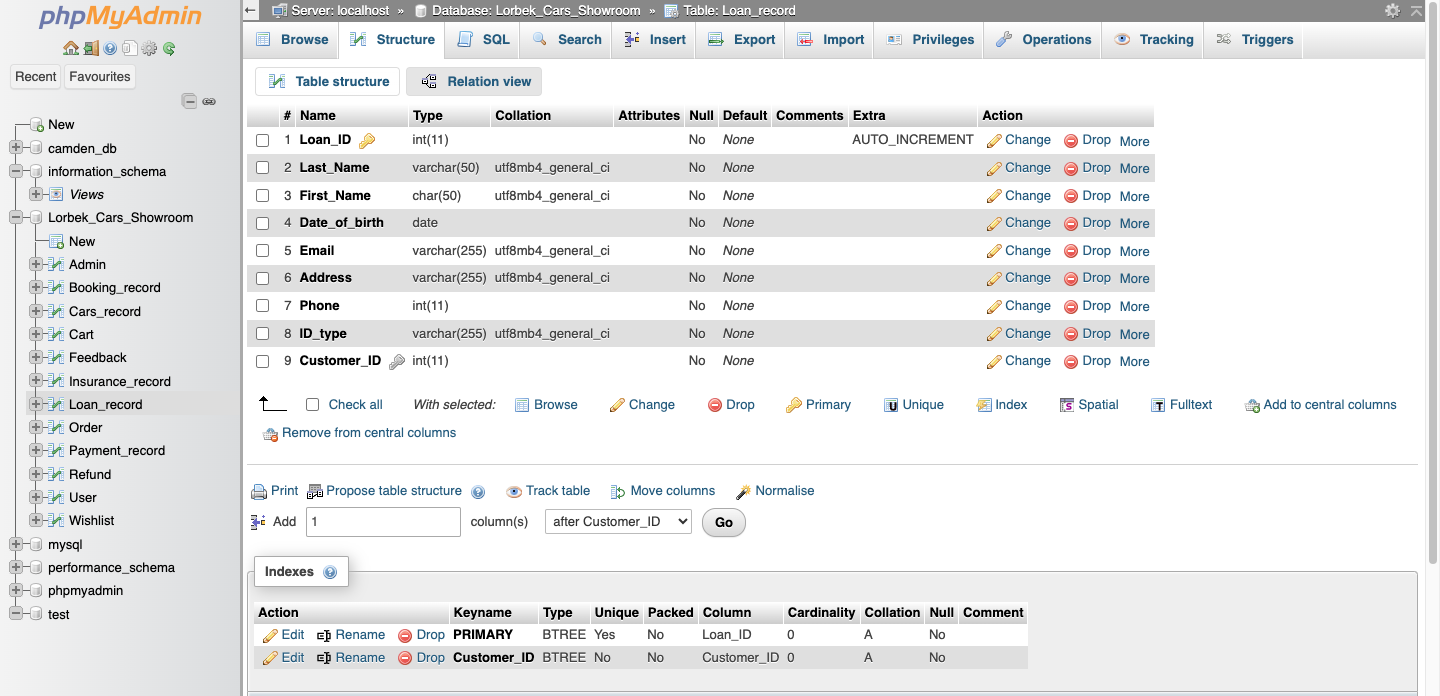 phpMyAdmin
Recent Favourites
New
camden_db
information_schema
Views
Lorbek_Cars_Showroom
New
Admin
Booking_record
Cars_record
Cart
Feedback
Insurance_record
Loan_record
Order
Payment_record
Refund
User
Wishlist
mysql
performance_schema
phpmyadmin
test
Server: localhost » Database: Lorbek_Cars_Showroom » Table: Loan_record
Browse Structure SQL Search Insert Export Import Privileges Operations Tracking Triggers
Table structure Relation view
# Name Type Collation Attributes Null Default Comments Extra Action
1 Loan_ID int(11) No None AUTO_INCREMENT Change Drop More
2 Last_Name varchar(50) utf8mb4_general_ci No None Change Drop More
3 First_Name char(50) utf8mb4_general_ci No None Change Drop More
4 Date_of_birth date No None Change Drop More
5 Email varchar(255) utf8mb4_general_ci No None Change Drop More
6 Address varchar(255) utf8mb4_general_ci No None Change Drop More
7 Phone int(11) No None Change Drop More
8 ID_type varchar(255) utf8mb4_general_ci No None Change Drop More
9 Customer_ID int(11) No None Change Drop More
Check all With selected: Browse Change Drop Primary Unique Index Spatial Fulltext Add to central columns
Remove from central columns
Print Propose table structure Track table Move columns Normalise
Add 1 column(s) after Customer_ID Go
Indexes
Action Keyname Type Unique Packed Column Cardinality Collation Null Comment
Edit Rename Drop PRIMARY BTREE Yes No Loan_ID 0 A No
Edit Rename Drop Customer_ID BTREE No No Customer_ID 0 A No